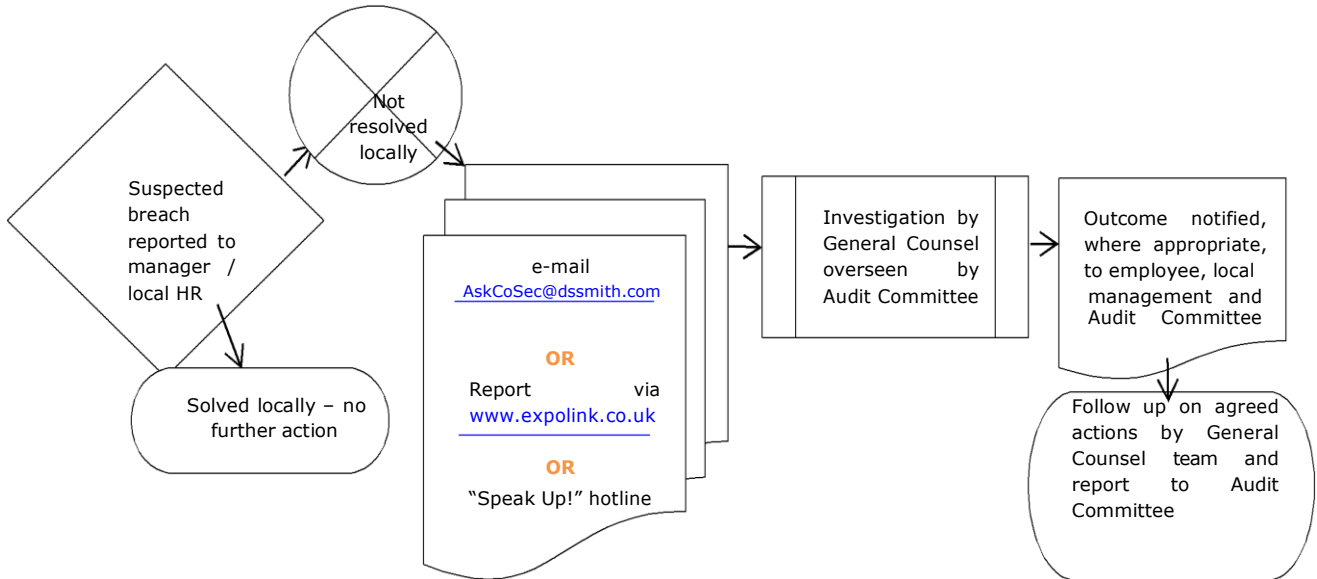 Suspected
breach
reported to
manager /
local HR
Not
resolved
locally
Solved locally – no
further action
e-mail
AskCoSec@dssmith.com
OR
Report via
www.expolink.co.uk
OR
“Speak Up!” hotline
Investigation by
General Counsel
overseen by
Audit Committee
Outcome notified,
where appropriate,
to employee, local
management and
Audit Committee
Follow up on agreed
actions by General
Counsel team and
report to Audit
Committee